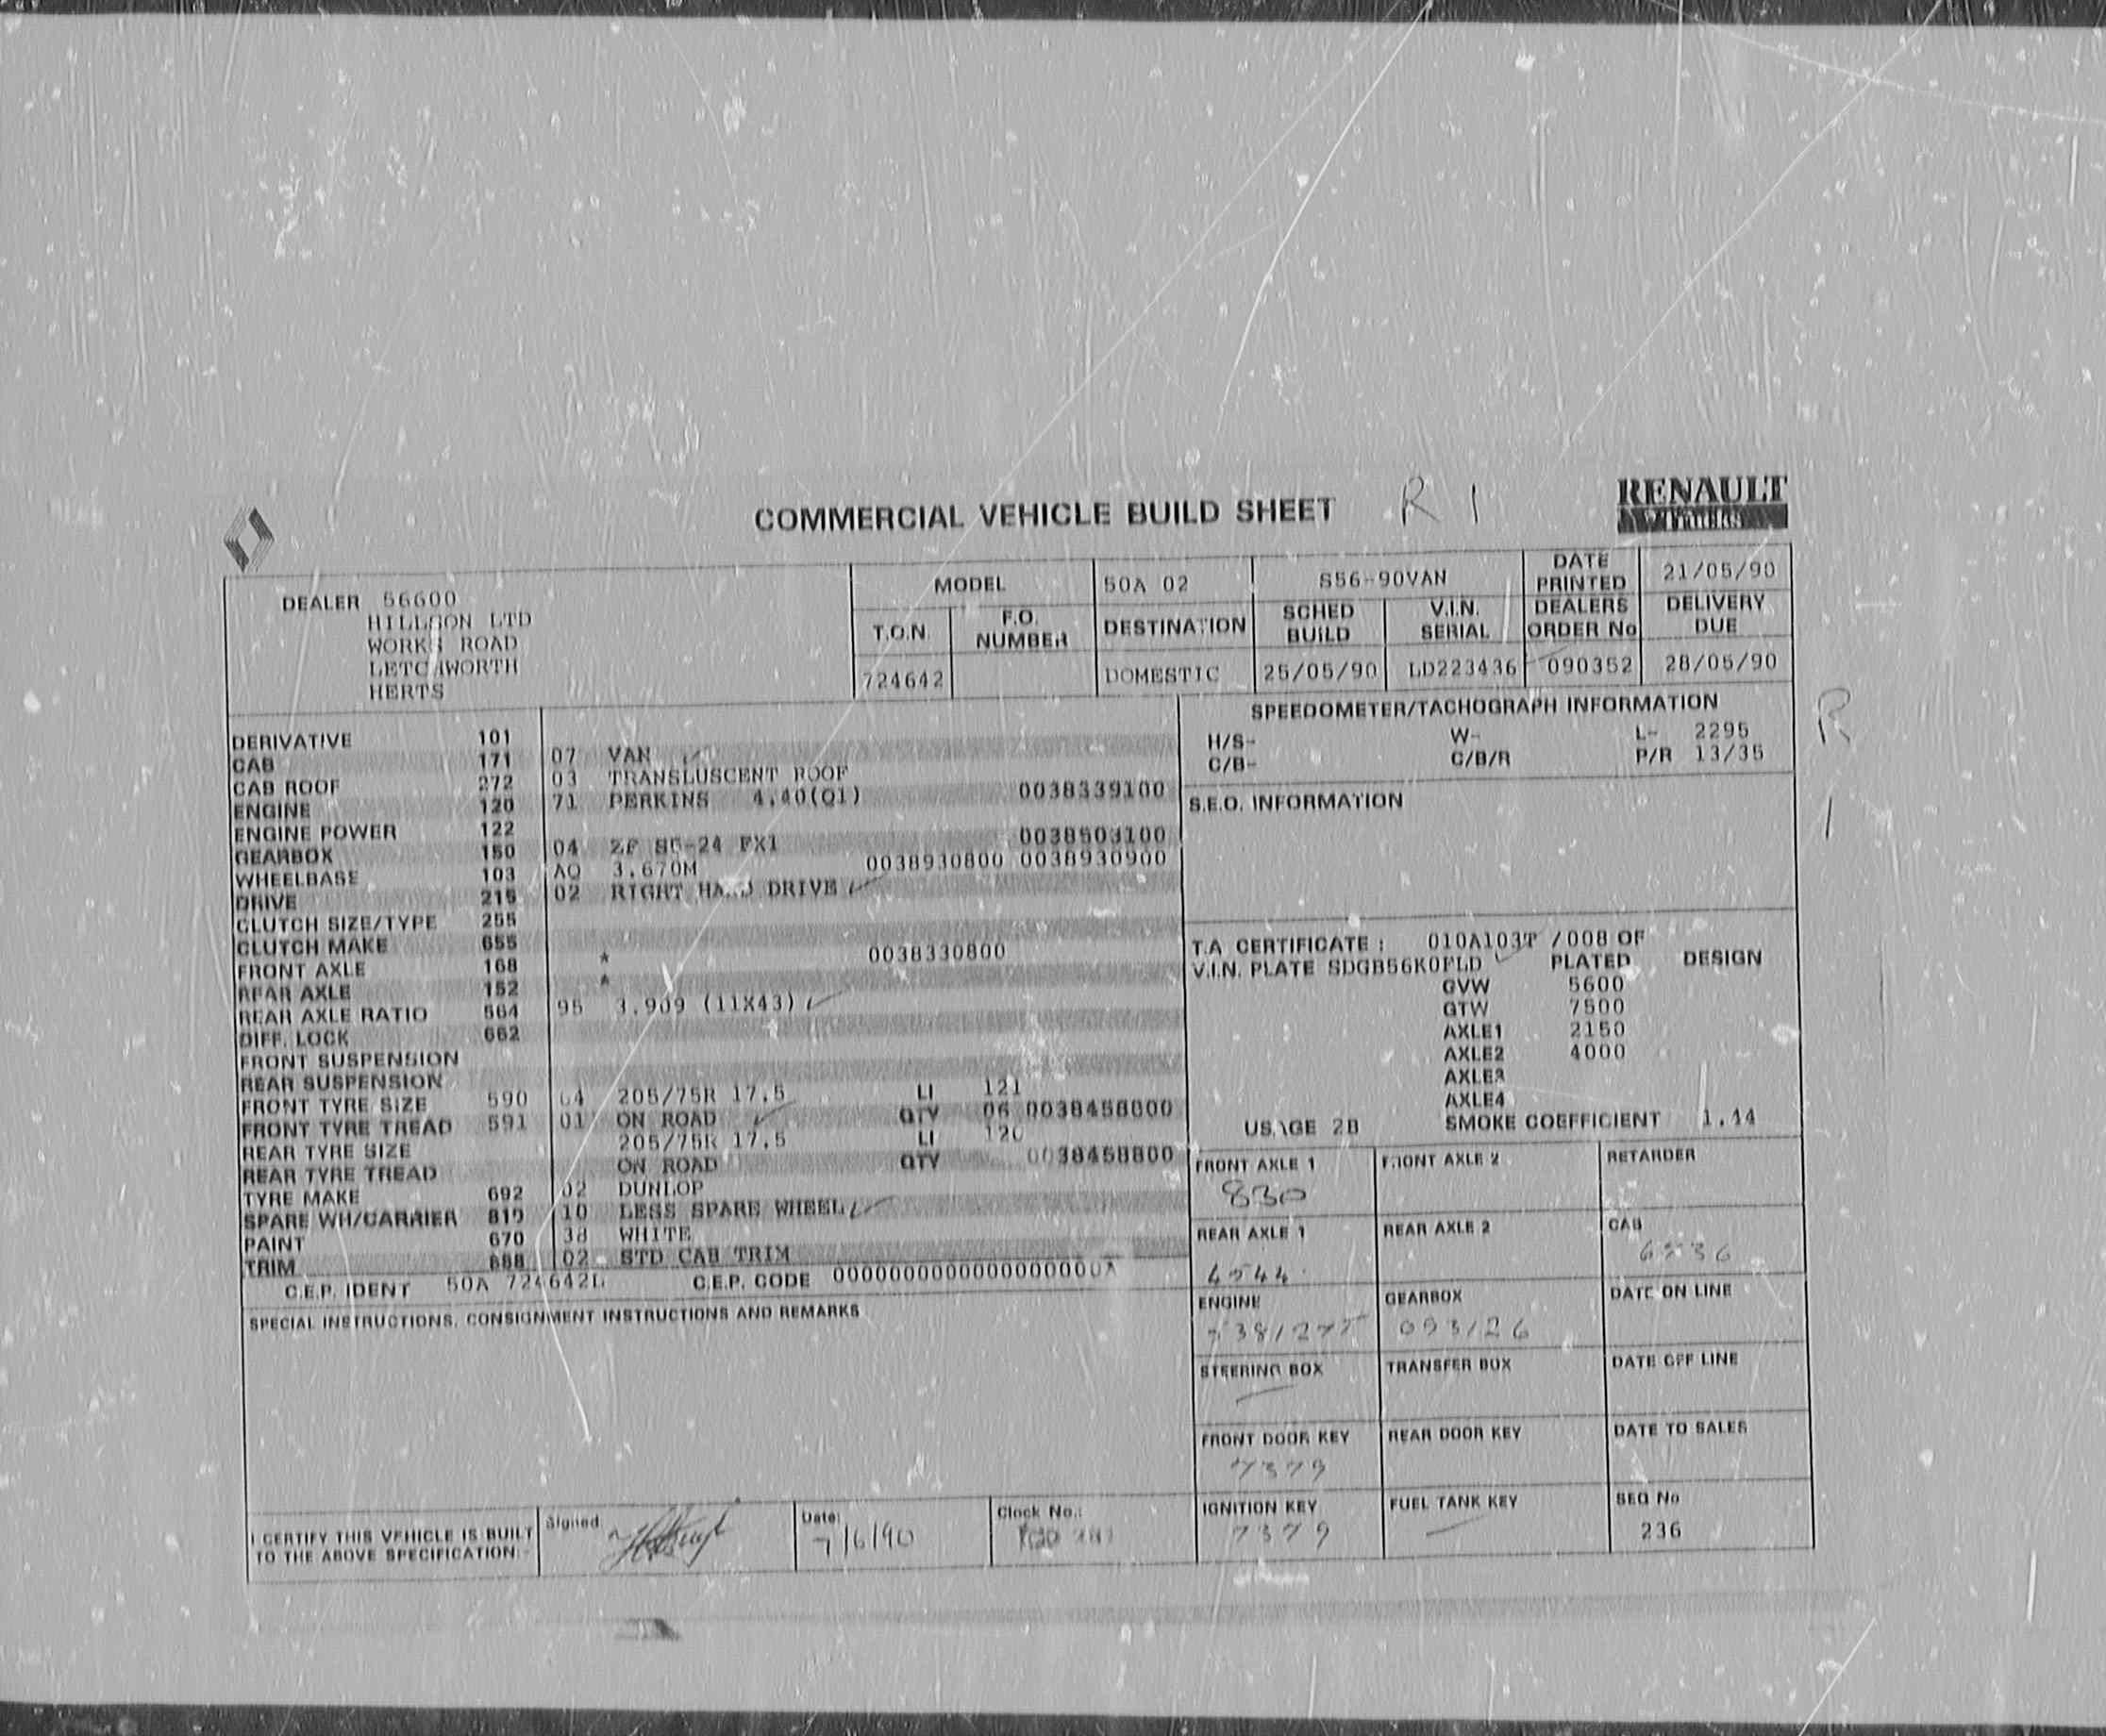 COMMERCIAL VEHICLE BUILD SHEET R 1
RENAULT
Trucks
DEALER 56600
HILLSON LTD
WORKS ROAD
LETCHWORTH
HERTS
MODEL 50A 02 S56-90VAN DATE PRINTED 21/05/90
T.O.N. F.O. NUMBER DESTINATION SCHED BUILD V.I.N. SERIAL DEALERS ORDER No DELIVERY DUE
724642 DOMESTIC 25/05/90 LD223436 090352 28/05/90
DERIVATIVE 101
CAB 171 07 VAN
CAB ROOF 272 03 TRANSLUSCENT ROOF
ENGINE 120 71 PERKINS 4.40(Q1) 0038339100
ENGINE POWER 122
GEARBOX 150 04 ZF S5-24 FX1 0038503100
WHEELBASE 103 AQ 3.670M 0038930800 0038930900
DRIVE 215 02 RIGHT HAND DRIVE
CLUTCH SIZE/TYPE 255
CLUTCH MAKE 655
FRONT AXLE 168 * 0038330800
REAR AXLE 152 *
REAR AXLE RATIO 564 95 3.909 (11X43)
DIFF. LOCK 662
FRONT SUSPENSION
REAR SUSPENSION
FRONT TYRE SIZE 590 04 205/75R 17.5 LI 121
FRONT TYRE TREAD 591 01 ON ROAD QTY 06 0038458000
REAR TYRE SIZE 205/75R 17.5 LI 120
REAR TYRE TREAD ON ROAD QTY 0038458800
TYRE MAKE 692 02 DUNLOP
SPARE WH/CARRIER 819 10 LESS SPARE WHEEL
PAINT 670 38 WHITE
TRIM 688 02 STD CAB TRIM
C.E.P. IDENT 50A 724642 C.E.P. CODE
SPECIAL INSTRUCTIONS, CONSIGNMENT INSTRUCTIONS AND REMARKS
I CERTIFY THIS VEHICLE IS BUILT
TO THE ABOVE SPECIFICATION:-
Signed:
Date: 7/6/90
Clock No.:
SPEEDOMETER/TACHOGRAPH INFORMATION
H/S- W- L- 2295
C/B- C/B/R P/R 13/35
R
1
S.E.O. INFORMATION
T.A CERTIFICATE : 010A103T /008 OF
V.I.N. PLATE SDGB56K0FLD PLATED DESIGN
GVW 5600
GTW 7500
AXLE1 2150
AXLE2 4000
AXLE3
AXLE4
USAGE 2B SMOKE COEFFICIENT 1.44
FRONT AXLE 1 FRONT AXLE 2 RETARDER
830
REAR AXLE 1 REAR AXLE 2 CAB
4544 6536
ENGINE GEARBOX DATE ON LINE
093126
STEERING BOX TRANSFER BOX DATE OFF LINE
FRONT DOOR KEY REAR DOOR KEY DATE TO SALES
7379
IGNITION KEY FUEL TANK KEY SEQ No
7379 236